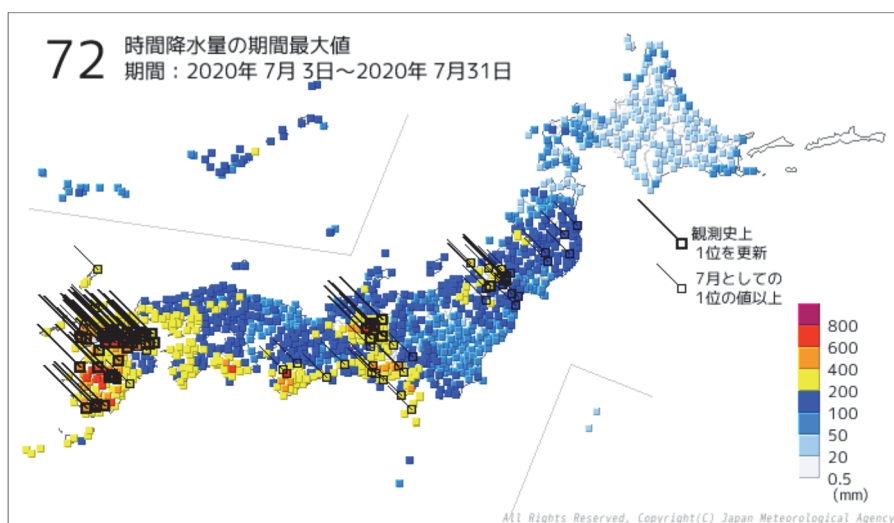 72 時間降水量の期間最大値
期間：2020年 7月 3日～2020年 7月31日
観測史上
1位を更新
7月としての
1位の値以上
800
600
400
200
100
50
20
0.5
(mm)
All Rights Reserved, Copyright(C) Japan Meteorological Agency